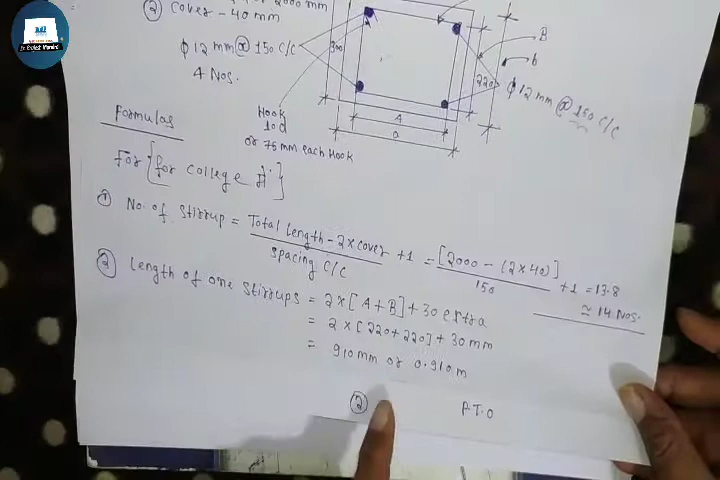 ② Cover - 40 mm
ϕ 12 mm @ 150 C/C
4 Nos.
300
220
B
b
ϕ 12 mm @ 150 C/C
A
a
Hook
10d
or 75 mm each Hook
Formulas
For {for college में}
① No. of Stirrup = Total length - 2 x cover / spacing C/C + 1 = [2000 - (2 x 40)] / 150 + 1 = 13.8
≃ 14 Nos.
② length of one Stirrups = 2 x [A + B] + 30 extra
= 2 x [220 + 220] + 30 mm
= 910 mm or 0.910 m
② P.T.O